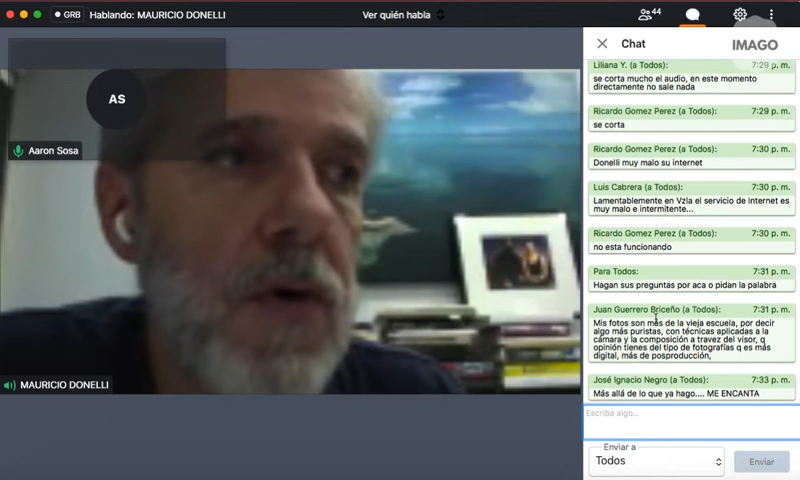 GRB
Hablando: MAURICIO DONELLI
Ver quién habla
44
AS
Aaron Sosa
MAURICIO DONELLI
Chat
IMAGO
Liliana Y. (a Todos): 7:29 p. m.
se corta mucho el audio, en este momento
directamente no sale nada
Ricardo Gomez Perez (a Todos): 7:29 p. m.
se corta
Ricardo Gomez Perez (a Todos): 7:30 p. m.
Donelli muy malo su internet
Luis Cabrera (a Todos): 7:30 p. m.
Lamentablemente en Vzla el servicio de Internet es
muy malo e intermitente...
Ricardo Gomez Perez (a Todos): 7:30 p. m.
no esta funcionando
Para Todos: 7:31 p. m.
Hagan sus preguntas por aca o pidan la palabra
Juan Guerrero Briceño (a Todos): 7:31 p. m.
Mis fotos son más de la vieja escuela, por decir
algo más puristas, con técnicas aplicadas a la
cámara y la composición a travez del visor, q
opinión tienes del tipo de fotografías q es más
digital, más de posproducción,
José Ignacio Negro (a Todos): 7:33 p. m.
Más allá de lo que ya hago.... ME ENCANTA
Escriba algo...
Enviar a
Todos
Enviar